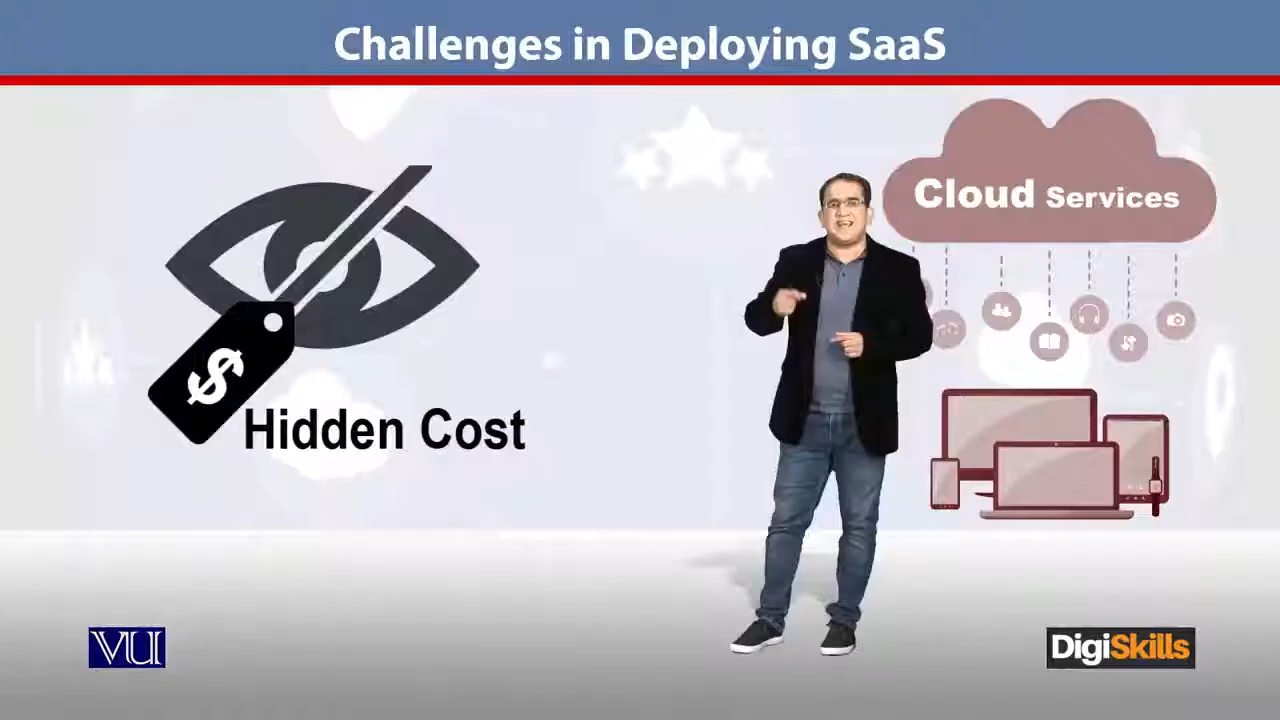 Challenges in Deploying SaaS
Cloud Services
$
Hidden Cost
VU
DigiSkills